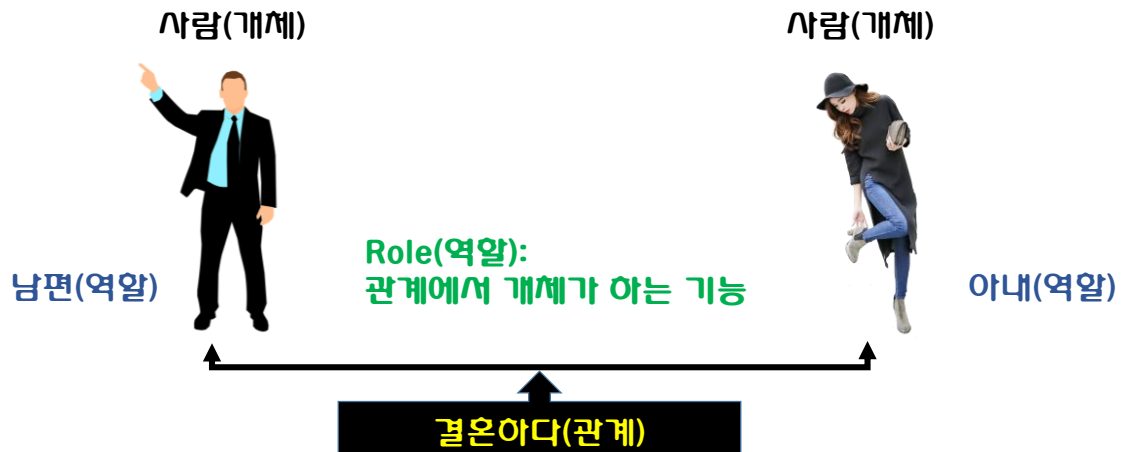 사람(개체)
사람(개체)
Role(역할):
관계에서 개체가 하는 기능
남편(역할)
아내(역할)
결혼하다(관계)